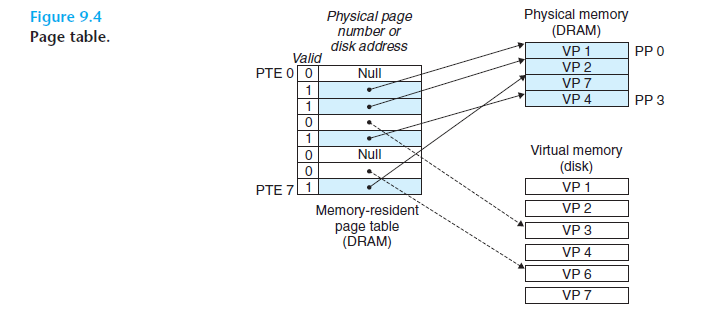 Figure 9.4
Page table.
Physical page
number or
disk address
Valid
PTE 0 0 Null
1
1
0
1
0 Null
0
PTE 7 1
Memory-resident
page table
(DRAM)
Physical memory
(DRAM)
VP 1 PP 0
VP 2
VP 7
VP 4 PP 3
Virtual memory
(disk)
VP 1
VP 2
VP 3
VP 4
VP 6
VP 7